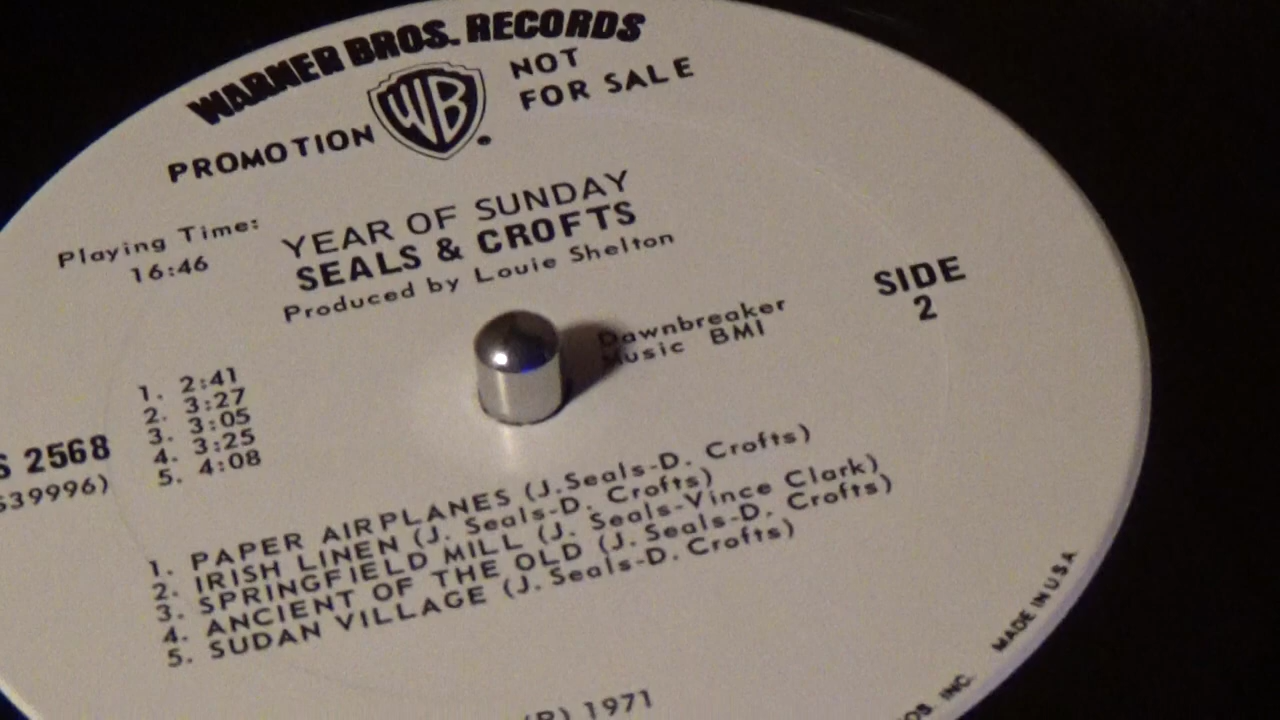 WARNER BROS. RECORDS
WB
PROMOTION NOT FOR SALE
Playing Time:
16:46
YEAR OF SUNDAY
SEALS & CROFTS
Produced by Louie Shelton
Dawnbreaker
Music BMI
SIDE
2
1. 2:41
2. 3:27
3. 3:05
4. 3:25
5. 4:08
S 2568
S39996)
1. PAPER AIRPLANES (J.Seals-D. Crofts)
2. IRISH LINEN (J. Seals-D. Crofts)
3. SPRINGFIELD MILL (J. Seals-Vince Clark)
4. ANCIENT OF THE OLD (J. Seals-D. Crofts)
5. SUDAN VILLAGE (J. Seals-D. Crofts)
(P) 1971
OS. INC. MADE IN U.S.A